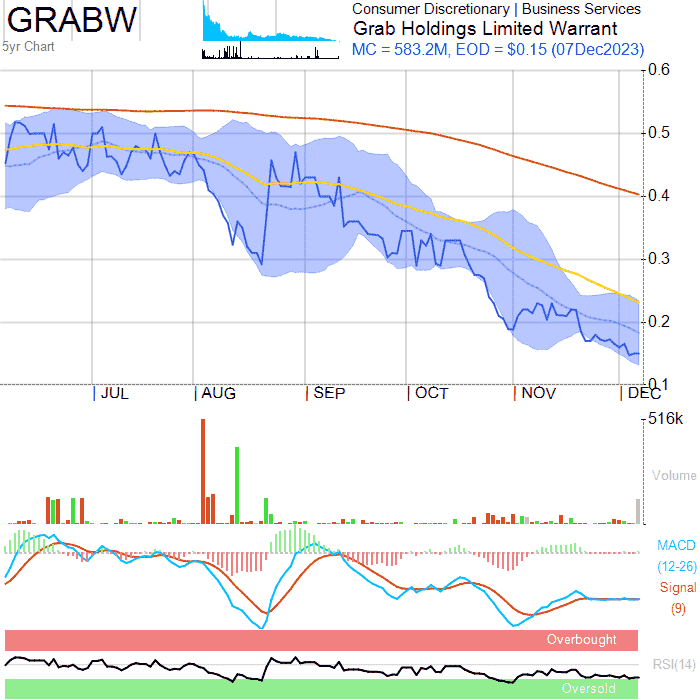 GRABW
5yr Chart
Consumer Discretionary | Business Services
Grab Holdings Limited Warrant
MC = 583.2M, EOD = $0.15 (07Dec2023)
0.6
0.5
0.4
0.3
0.2
0.1
JUL AUG SEP OCT NOV DEC
516k
Volume
MACD
(12-26)
Signal
(9)
Overbought
RSI(14)
Oversold